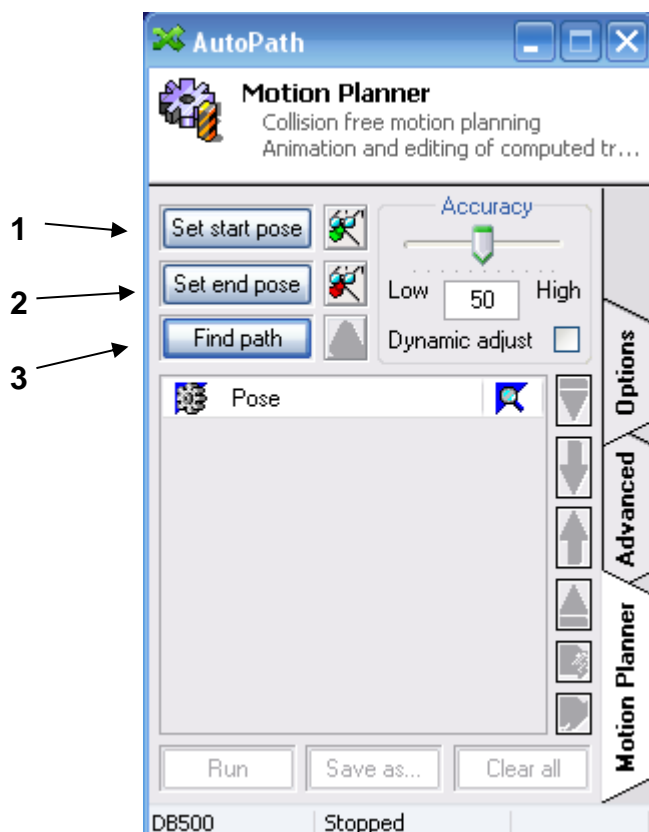 AutoPath
Motion Planner
Collision free motion planning
Animation and editing of computed tr...
1
Set start pose
Accuracy
2
Set end pose
Low
50
High
3
Find path
Dynamic adjust
Pose
Options
Advanced
Motion Planner
Run
Save as...
Clear all
DB500
Stopped